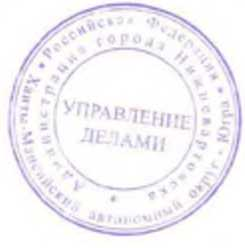 Российская Федерация * Ханты-Мансийский автономный округ - Югра *
Администрация города Нижневартовска *
УПРАВЛЕНИЕ
ДЕЛАМИ